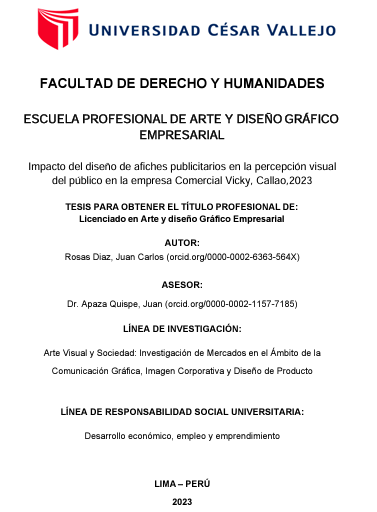 UNIVERSIDAD CÉSAR VALLEJO
FACULTAD DE DERECHO Y HUMANIDADES
ESCUELA PROFESIONAL DE ARTE Y DISEÑO GRÁFICO
EMPRESARIAL
Impacto del diseño de afiches publicitarios en la percepción visual
del público en la empresa Comercial Vicky, Callao,2023
TESIS PARA OBTENER EL TÍTULO PROFESIONAL DE:
Licenciado en Arte y diseño Gráfico Empresarial
AUTOR:
Rosas Diaz, Juan Carlos (orcid.org/0000-0002-6363-564X)
ASESOR:
Dr. Apaza Quispe, Juan (orcid.org/0000-0002-1157-7185)
LÍNEA DE INVESTIGACIÓN:
Arte Visual y Sociedad: Investigación de Mercados en el Ámbito de la
Comunicación Gráfica, Imagen Corporativa y Diseño de Producto
LÍNEA DE RESPONSABILIDAD SOCIAL UNIVERSITARIA:
Desarrollo económico, empleo y emprendimiento
LIMA – PERÚ
2023